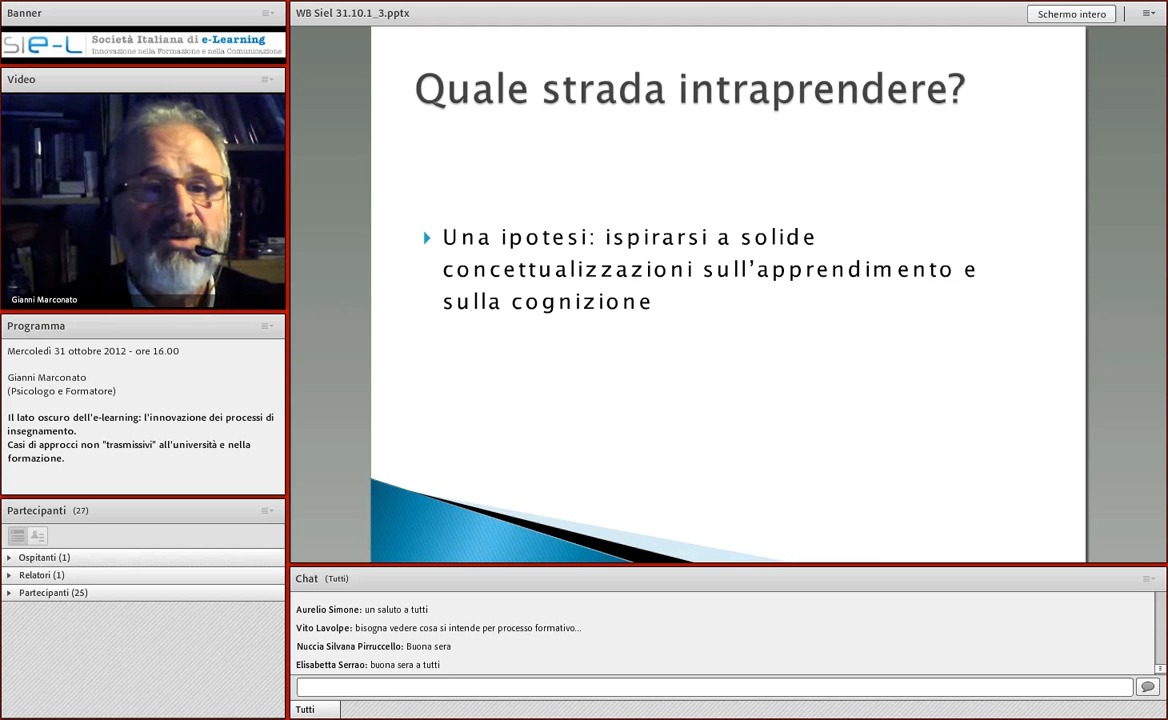 Banner
sie-L Società Italiana di e-Learning
Innovazione nella Formazione e nella Comunicazione
Video
Gianni Marconato
Programma
Mercoledì 31 ottobre 2012 - ore 16.00
Gianni Marconato
(Psicologo e Formatore)
Il lato oscuro dell'e-learning: l'innovazione dei processi di
insegnamento.
Casi di approcci non "trasmissivi" all'università e nella
formazione.
Partecipanti (27)
Ospitanti (1)
Relatori (1)
Partecipanti (25)
WB Siel 31.10.1_3.pptx
Schermo intero
Quale strada intraprendere?
Una ipotesi: ispirarsi a solide
concettualizzazioni sull’apprendimento e
sulla cognizione
Chat (Tutti)
Aurelio Simone: un saluto a tutti
Vito Lavolpe: bisogna vedere cosa si intende per processo formativo...
Nuccia Silvana Pirruccello: Buona sera
Elisabetta Serrao: buona sera a tutti
Tutti